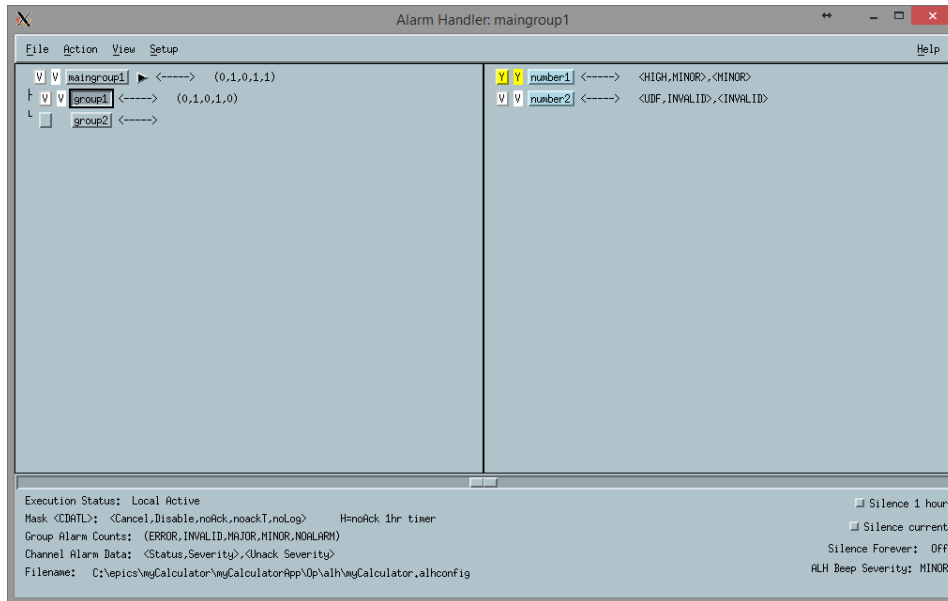 Alarm Handler: maingroup1
File Action View Setup Help
V V maingroup1 <-----> (0,1,0,1,1)
V V group1 <-----> (0,1,0,1,0)
group2 <----->
Y Y number1 <-----> <HIGH,MINOR>,<MINOR>
V V number2 <-----> <UDF,INVALID>,<INVALID>
Execution Status: Local Active
Mask <CDATL>: <Cancel,Disable,noAck,noackT,noLog> H=noAck 1hr timer
Group Alarm Counts: (ERROR,INVALID,MAJOR,MINOR,NOALARM)
Channel Alarm Data: <Status,Severity>,<Unack Severity>
Filename: C:\epics\myCalculator\myCalculatorApp\Op\alh\myCalculator.alhconfig
Silence 1 hour
Silence current
Silence Forever: Off
ALH Beep Severity: MINOR